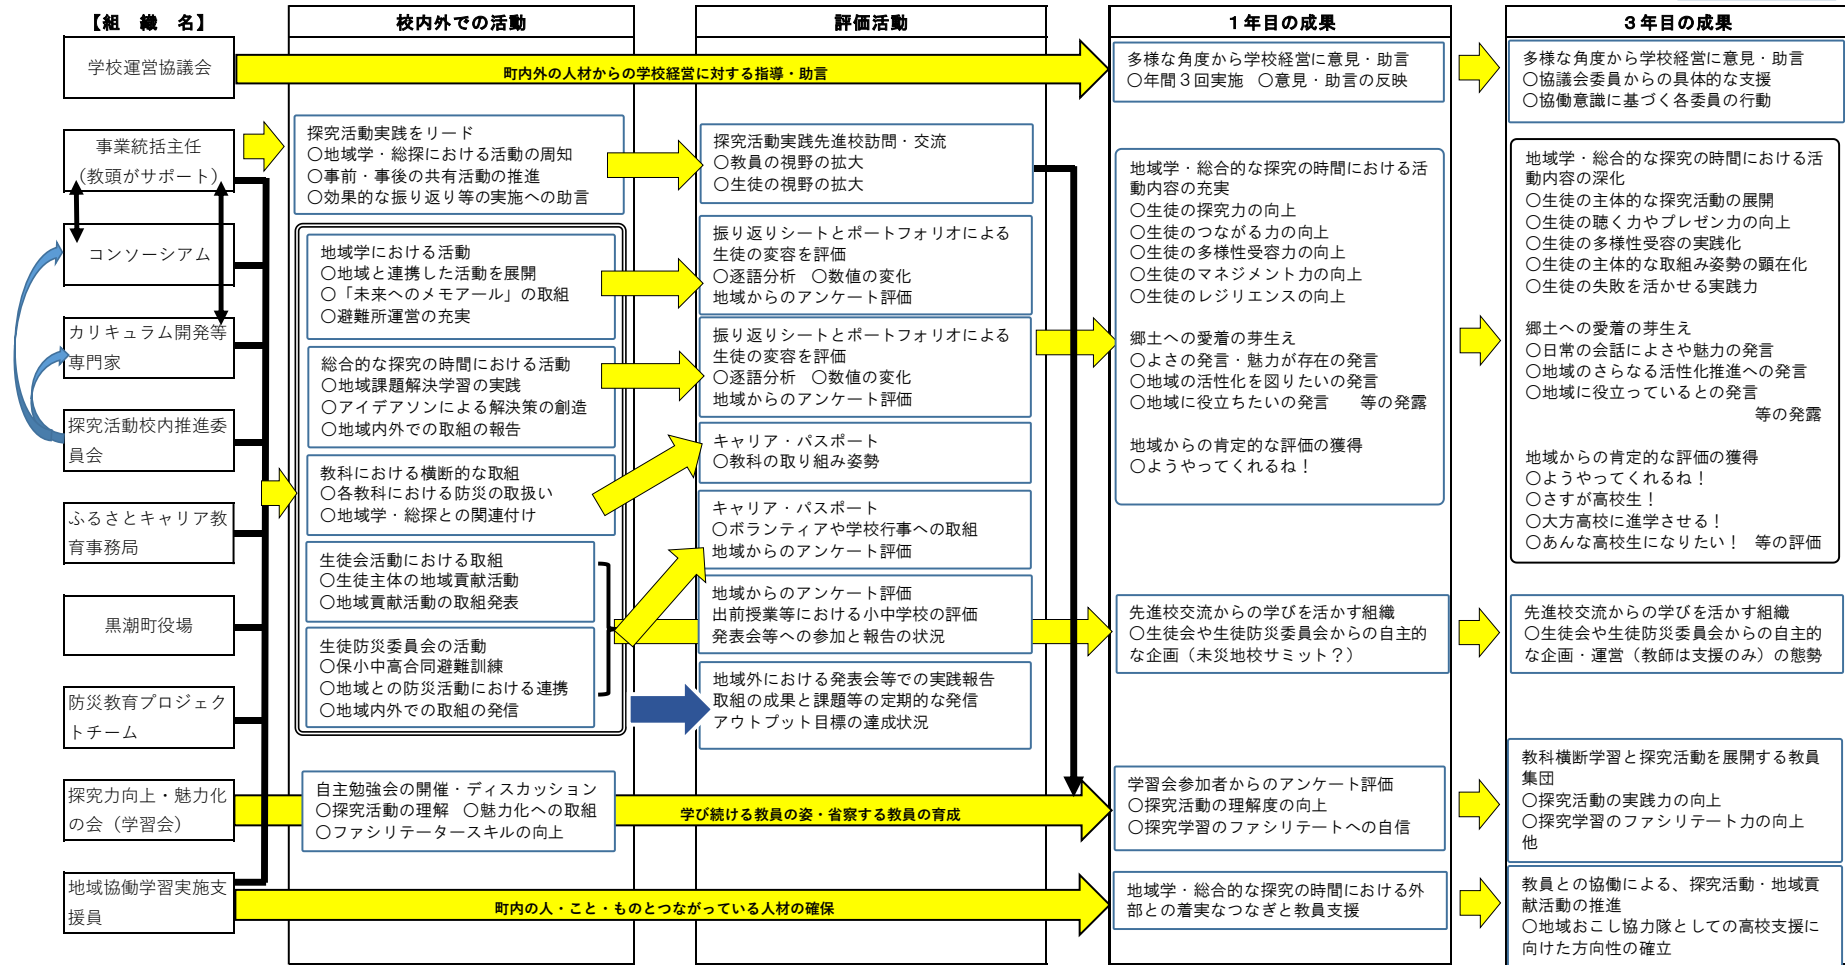 【組　織　名】
学校運営協議会
事業統括主任
（教頭がサポート）
コンソーシアム
カリキュラム開発等
専門家
探究活動校内推進委
員会
ふるさとキャリア教
育事務局
黒潮町役場
防災教育プロジェク
トチーム
探究力向上・魅力化
の会（学習会）
地域協働学習実施支
援員
校内外での活動
町内外の人材からの学校経営に対する指導・助言
探究活動実践をリード
○地域学・総探における活動の周知
○事前・事後の共有活動の推進
○効果的な振り返り等の実施への助言
地域学における活動
○地域と連携した活動を展開
○「未来へのメモアール」の取組
○避難所運営の充実
総合的な探究の時間における活動
○地域課題解決学習の実践
○アイデアソンによる解決策の創造
○地域内外での取組の報告
教科における横断的な取組
○各教科における防災の取扱い
○地域学・総探との関連付け
生徒会活動における取組
○生徒主体の地域貢献活動
○地域貢献活動の取組発表
生徒防災委員会の活動
○保小中高合同避難訓練
○地域との防災活動における連携
○地域内外での取組の発信
自主勉強会の開催・ディスカッション
○探究活動の理解　○魅力化への取組
○ファシリテータースキルの向上
学び続ける教員の姿・省察する教員の育成
町内の人・こと・ものとつながっている人材の確保
評価活動
探究活動実践先進校訪問・交流
○教員の視野の拡大
○生徒の視野の拡大
振り返りシートとポートフォリオによる
生徒の変容を評価
○逐語分析　○数値の変化
地域からのアンケート評価
振り返りシートとポートフォリオによる
生徒の変容を評価
○逐語分析　○数値の変化
地域からのアンケート評価
キャリア・パスポート
○教科の取り組み姿勢
キャリア・パスポート
○ボランティアや学校行事への取組
地域からのアンケート評価
地域からのアンケート評価
出前授業等における小中学校の評価
発表会等への参加と報告の状況
地域外における発表会等での実践報告
取組の成果と課題等の定期的な発信
アウトプット目標の達成状況
１年目の成果
多様な角度から学校経営に意見・助言
○年間３回実施　○意見・助言の反映
地域学・総合的な探究の時間における活
動内容の充実
○生徒の探究力の向上
○生徒のつながる力の向上
○生徒の多様性受容力の向上
○生徒のマネジメント力の向上
○生徒のレジリエンスの向上
郷土への愛着の芽生え
○よさの発言・魅力が存在の発言
○地域の活性化を図りたいの発言
○地域に役立ちたいの発言　　等の発露
地域からの肯定的な評価の獲得
○ようやってくれるね！
先進校交流からの学びを活かす組織
○生徒会や生徒防災委員会からの自主的
な企画（未災地校サミット？）
学習会参加者からのアンケート評価
○探究活動の理解度の向上
○探究学習のファシリテートへの自信
地域学・総合的な探究の時間における外
部との着実なつなぎと教員支援
３年目の成果
多様な角度から学校経営に意見・助言
○協議会委員からの具体的な支援
○協働意識に基づく各委員の行動
地域学・総合的な探究の時間における活
動内容の深化
○生徒の主体的な探究活動の展開
○生徒の聴く力やプレゼン力の向上
○生徒の多様性受容の実践化
○生徒の主体的な取組み姿勢の顕在化
○生徒の失敗を活かせる実践力
郷土への愛着の芽生え
○日常の会話によさや魅力の発言
○地域のさらなる活性化推進への発言
○地域に役立っているとの発言
等の発露
地域からの肯定的な評価の獲得
○ようやってくれるね！
○さすが高校生！
○大方高校に進学させる！
○あんな高校生になりたい！　等の評価
先進校交流からの学びを活かす組織
○生徒会や生徒防災委員会からの自主的
な企画・運営（教師は支援のみ）の態勢
教科横断学習と探究活動を展開する教員
集団
○探究活動の実践力の向上
○探究学習のファシリテート力の向上
他
教員との協働による、探究活動・地域貢
献活動の推進
○地域おこし協力隊としての高校支援に
向けた方向性の確立